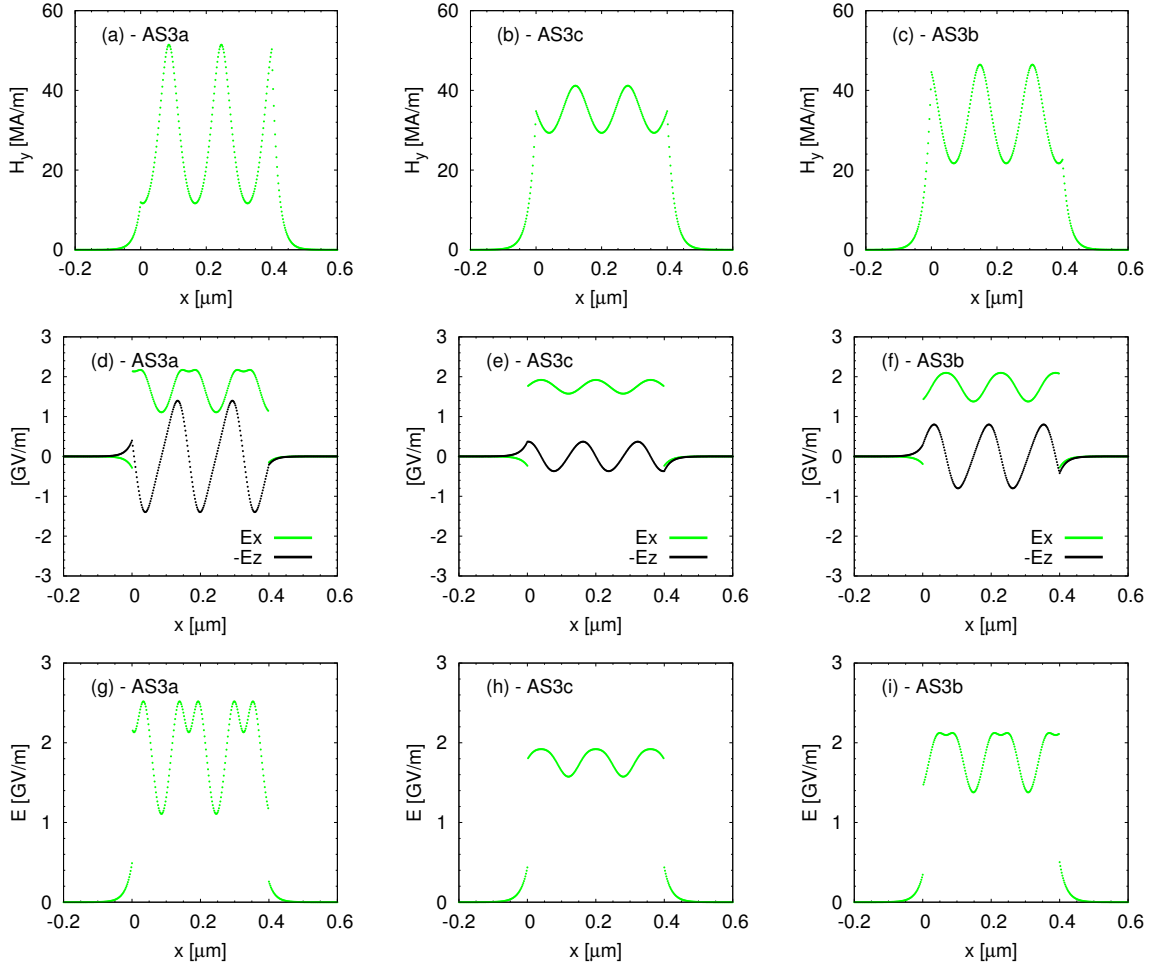 (a) - AS3a
H_y [MA/m]
60
40
20
0
-0.2 0 0.2 0.4 0.6
x [μm]
(b) - AS3c
H_y [MA/m]
60
40
20
0
-0.2 0 0.2 0.4 0.6
x [μm]
(c) - AS3b
H_y [MA/m]
60
40
20
0
-0.2 0 0.2 0.4 0.6
x [μm]
(d) - AS3a
[GV/m]
3
2
1
0
-1
-2
-3
Ex
-Ez
-0.2 0 0.2 0.4 0.6
x [μm]
(e) - AS3c
[GV/m]
3
2
1
0
-1
-2
-3
Ex
-Ez
-0.2 0 0.2 0.4 0.6
x [μm]
(f) - AS3b
[GV/m]
3
2
1
0
-1
-2
-3
Ex
-Ez
-0.2 0 0.2 0.4 0.6
x [μm]
(g) - AS3a
E [GV/m]
3
2
1
0
-0.2 0 0.2 0.4 0.6
x [μm]
(h) - AS3c
E [GV/m]
3
2
1
0
-0.2 0 0.2 0.4 0.6
x [μm]
(i) - AS3b
E [GV/m]
3
2
1
0
-0.2 0 0.2 0.4 0.6
x [μm]